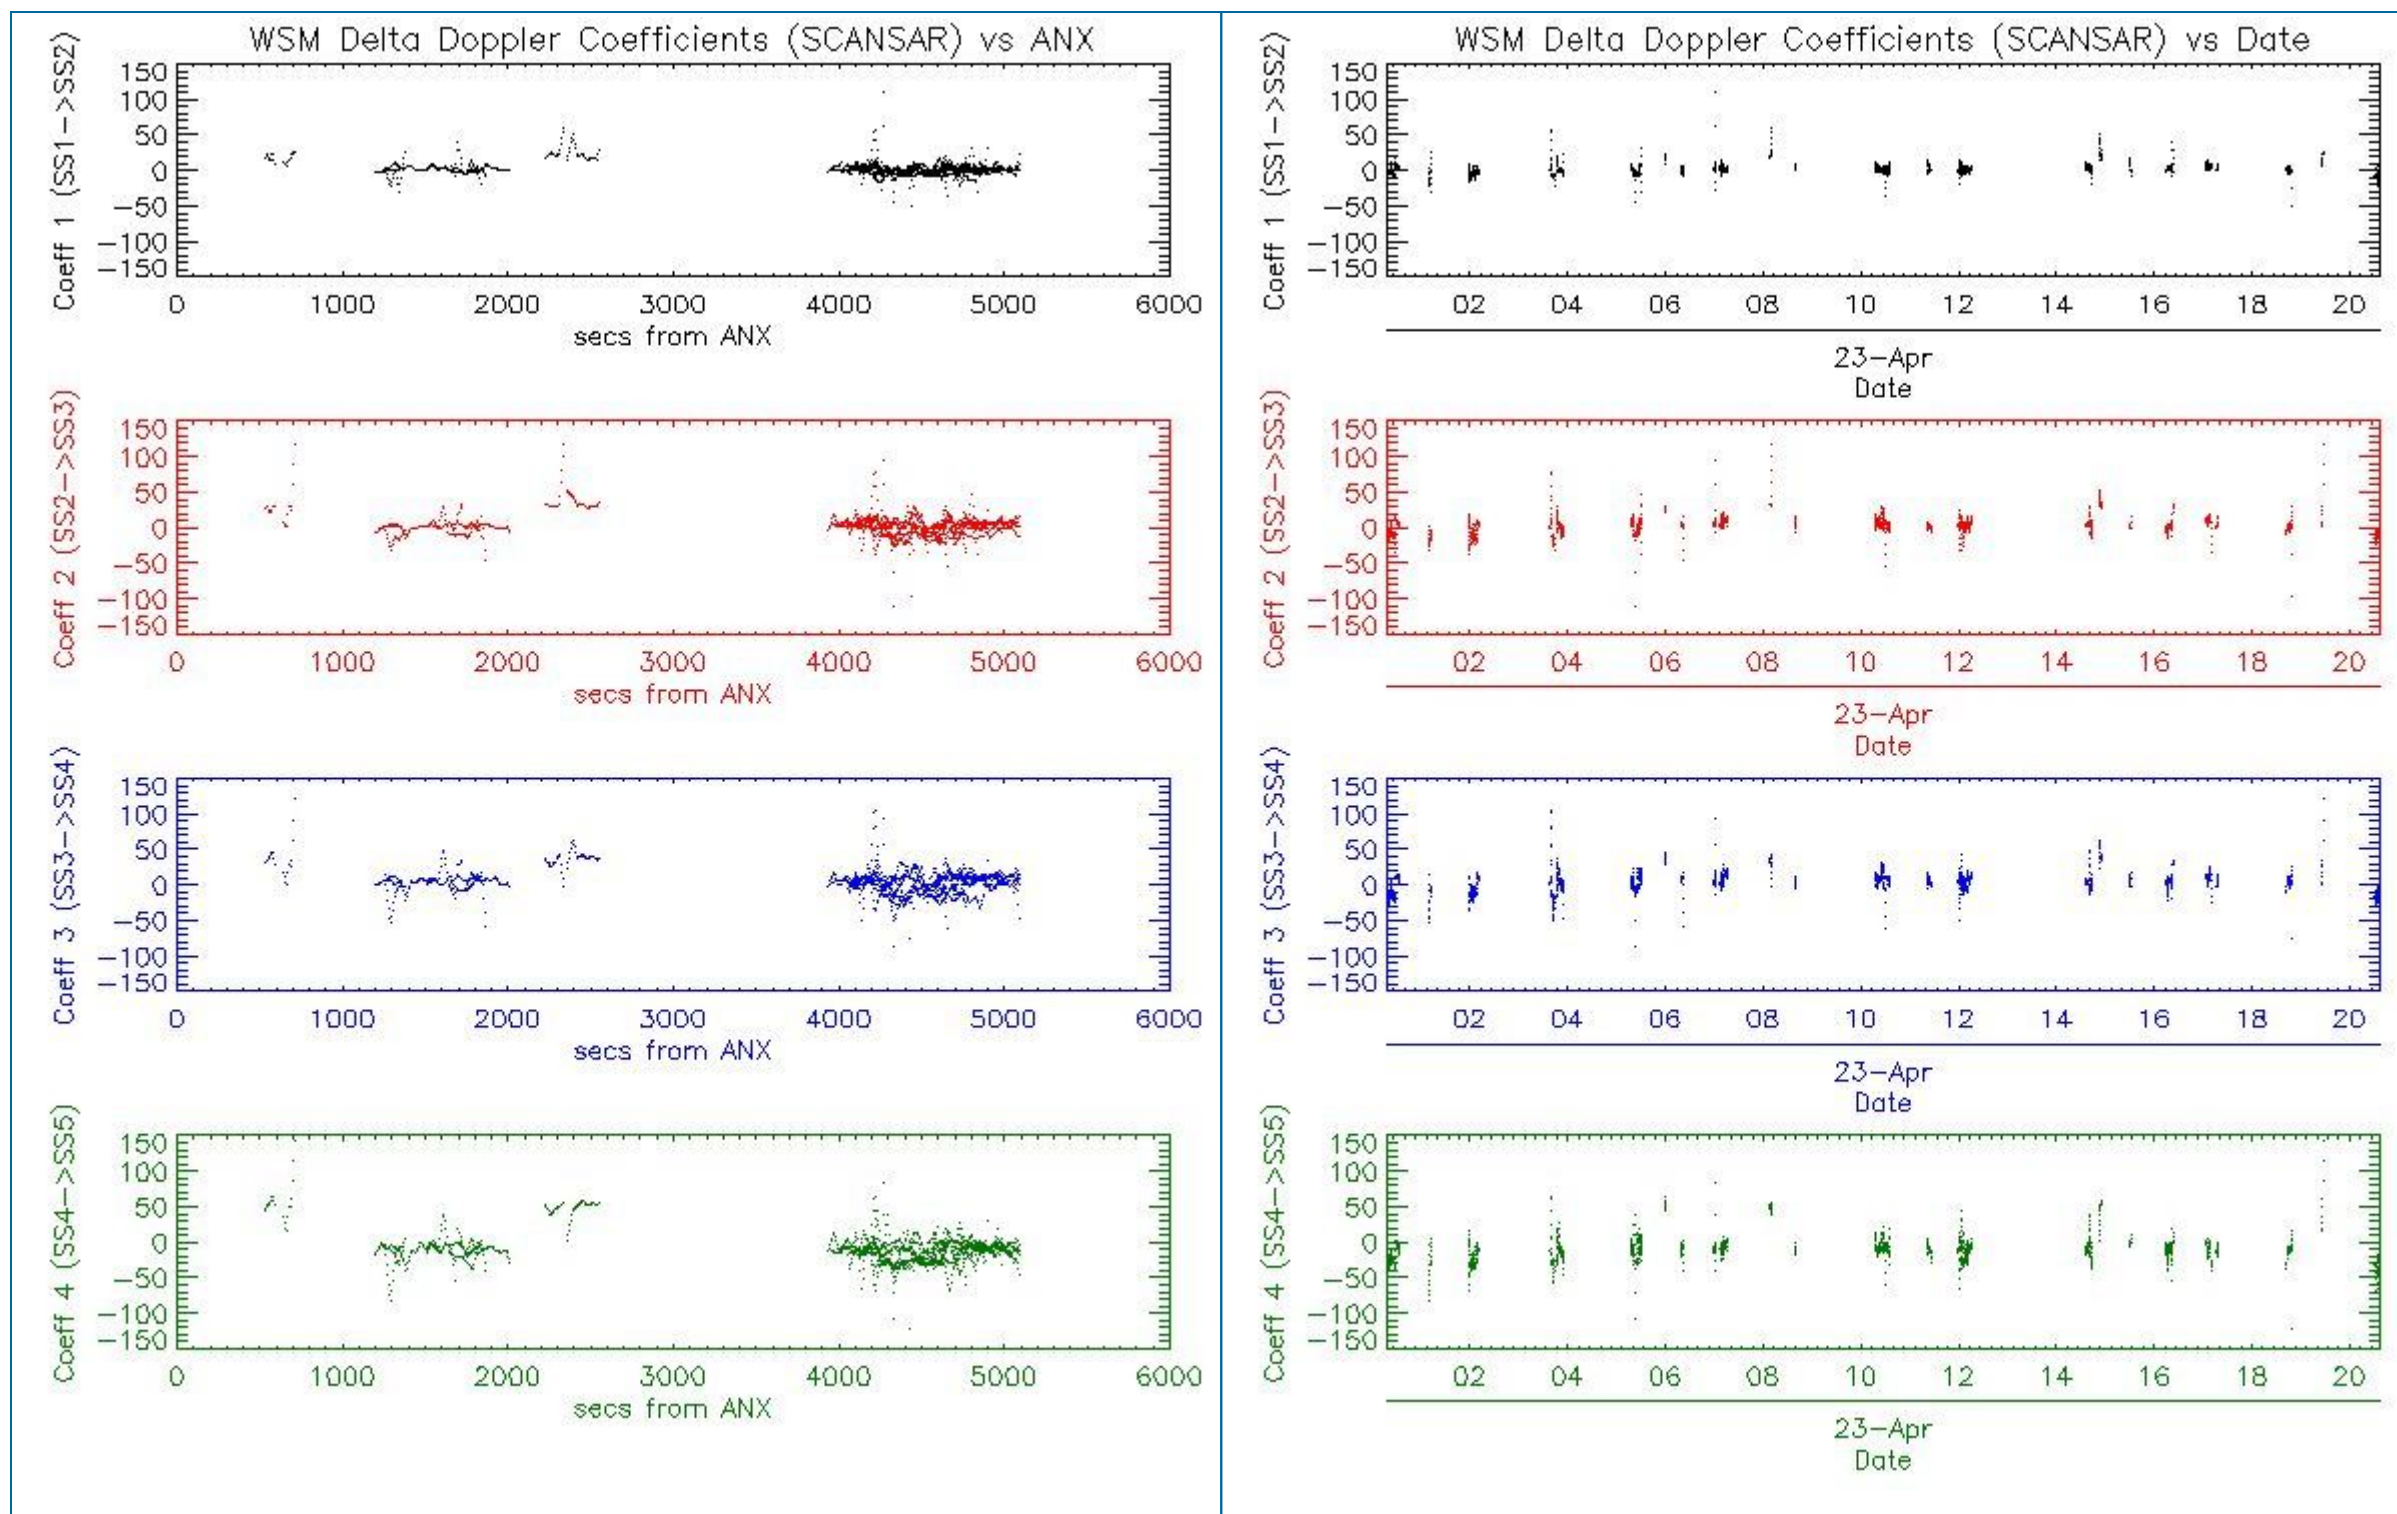 WSM Delta Doppler Coefficients (SCANSAR) vs ANX
Coeff 1 (SS1->SS2)
150
100
50
0
-50
-100
-150
0 1000 2000 3000 4000 5000 6000
secs from ANX
Coeff 2 (SS2->SS3)
150
100
50
0
-50
-100
-150
0 1000 2000 3000 4000 5000 6000
secs from ANX
Coeff 3 (SS3->SS4)
150
100
50
0
-50
-100
-150
0 1000 2000 3000 4000 5000 6000
secs from ANX
Coeff 4 (SS4->SS5)
150
100
50
0
-50
-100
-150
0 1000 2000 3000 4000 5000 6000
secs from ANX
WSM Delta Doppler Coefficients (SCANSAR) vs Date
Coeff 1 (SS1->SS2)
150
100
50
0
-50
-100
-150
02 04 06 08 10 12 14 16 18 20
23-Apr
Date
Coeff 2 (SS2->SS3)
150
100
50
0
-50
-100
-150
02 04 06 08 10 12 14 16 18 20
23-Apr
Date
Coeff 3 (SS3->SS4)
150
100
50
0
-50
-100
-150
02 04 06 08 10 12 14 16 18 20
23-Apr
Date
Coeff 4 (SS4->SS5)
150
100
50
0
-50
-100
-150
02 04 06 08 10 12 14 16 18 20
23-Apr
Date